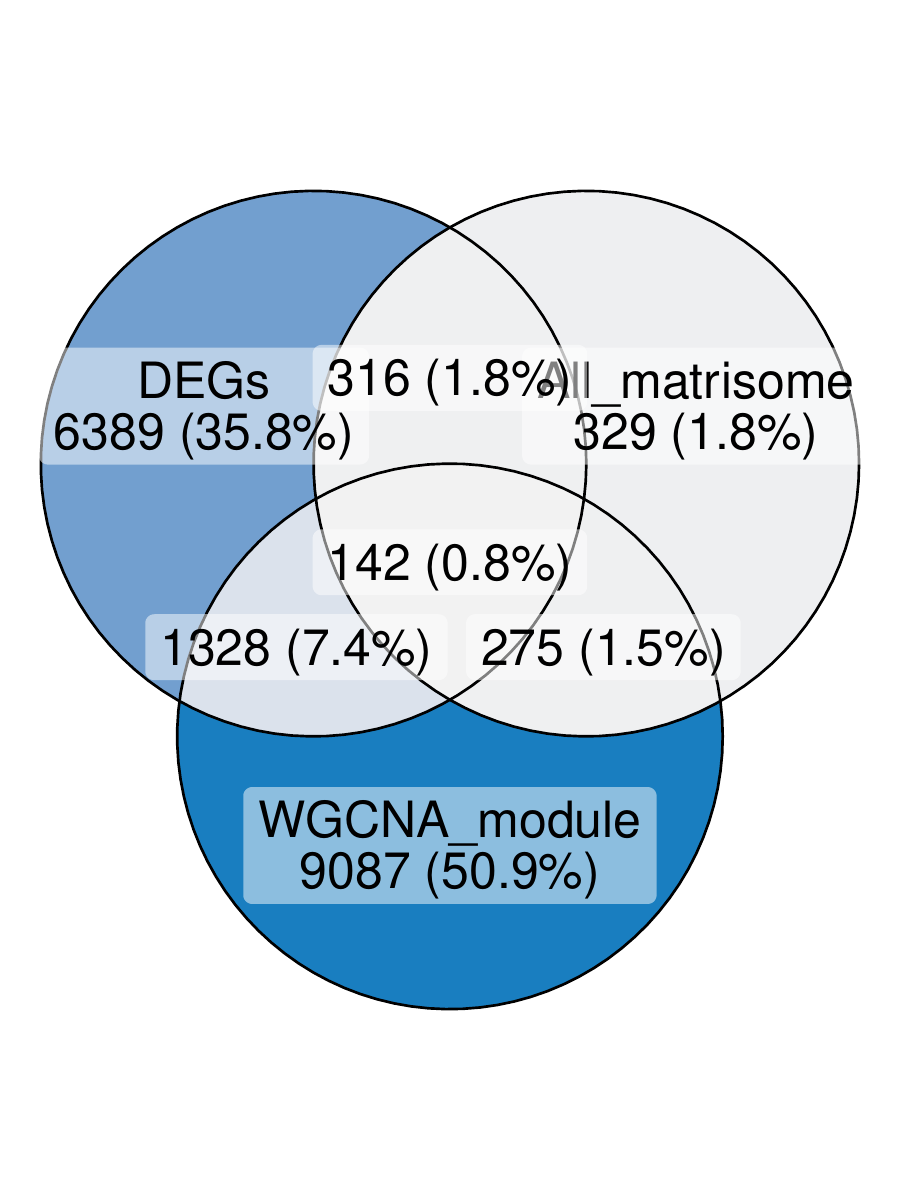 DEGs
6389 (35.8%)
316 (1.8%)
All_matrisome
329 (1.8%)
142 (0.8%)
1328 (7.4%)
275 (1.5%)
WGCNA_module
9087 (50.9%)